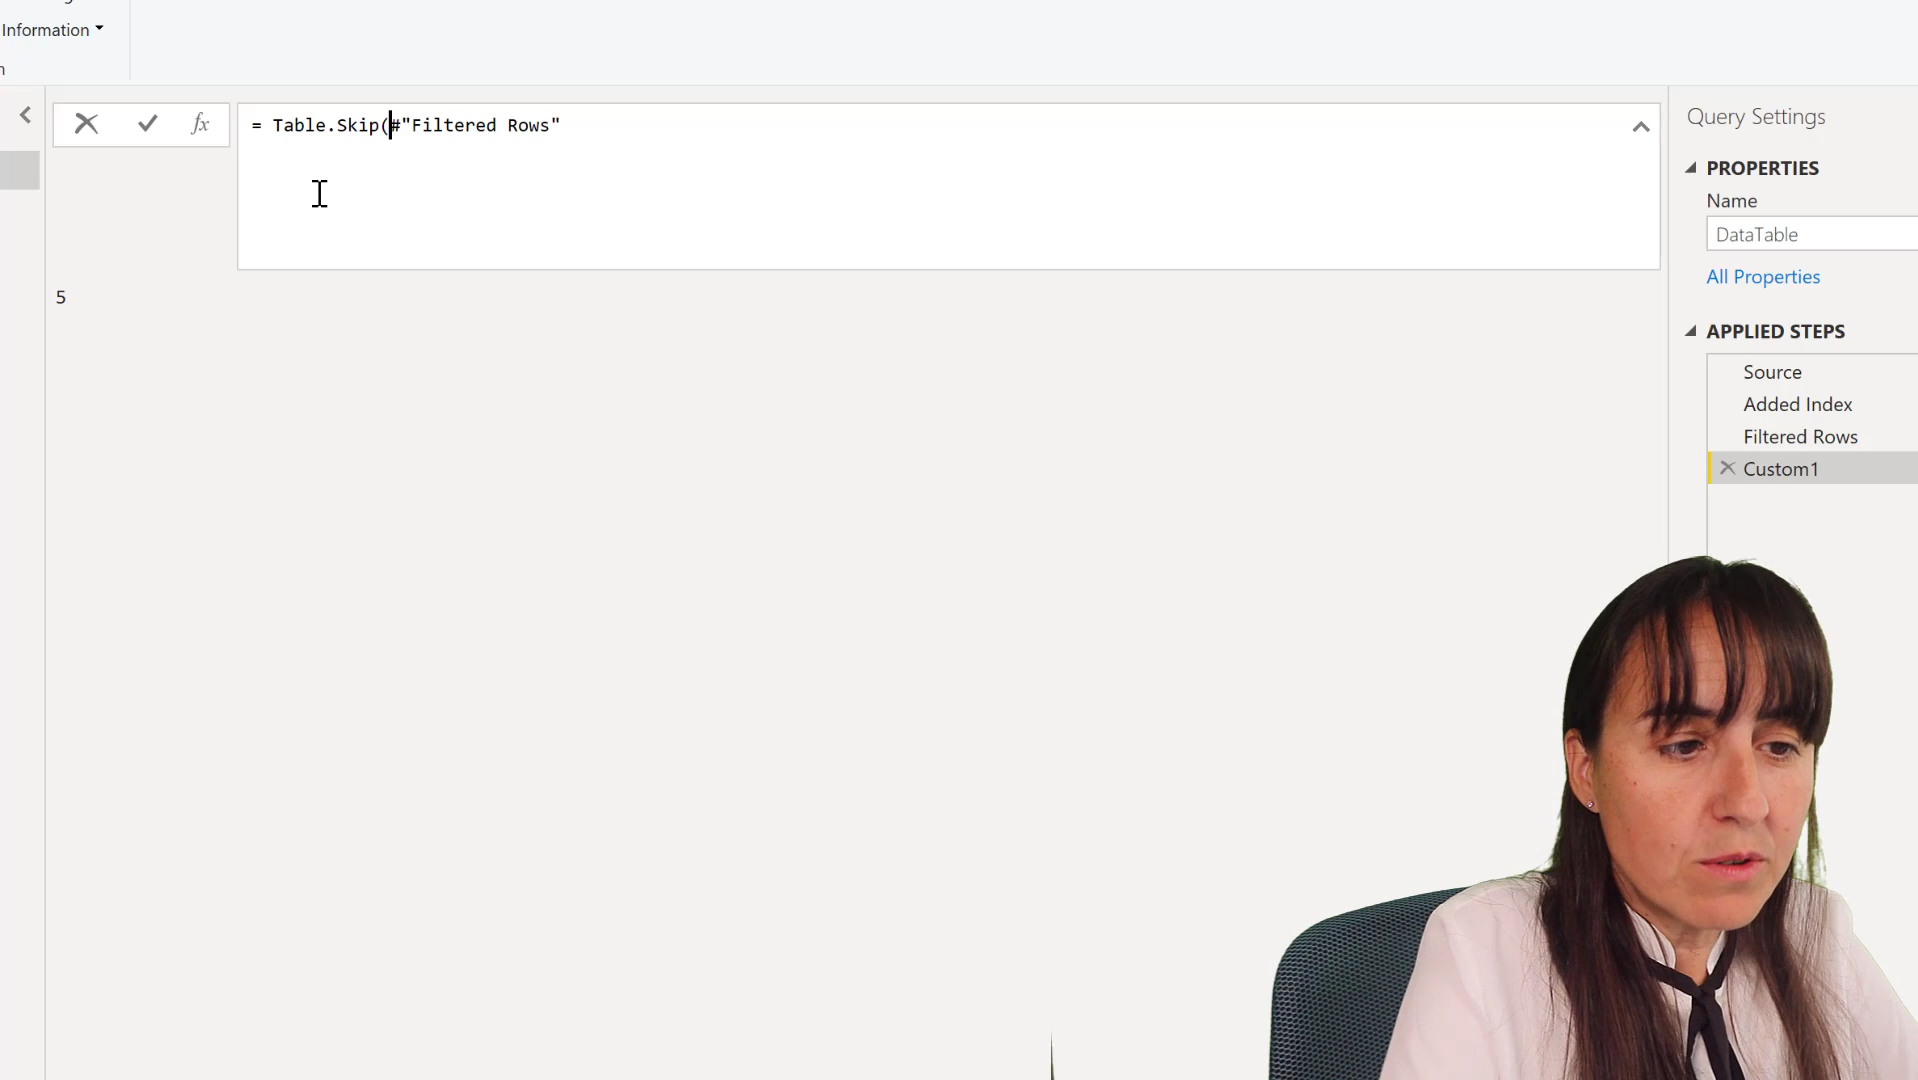 Information
n
fx
= Table.Skip(#"Filtered Rows"
5
Query Settings
PROPERTIES
Name
DataTable
All Properties
APPLIED STEPS
Source
Added Index
Filtered Rows
Custom1